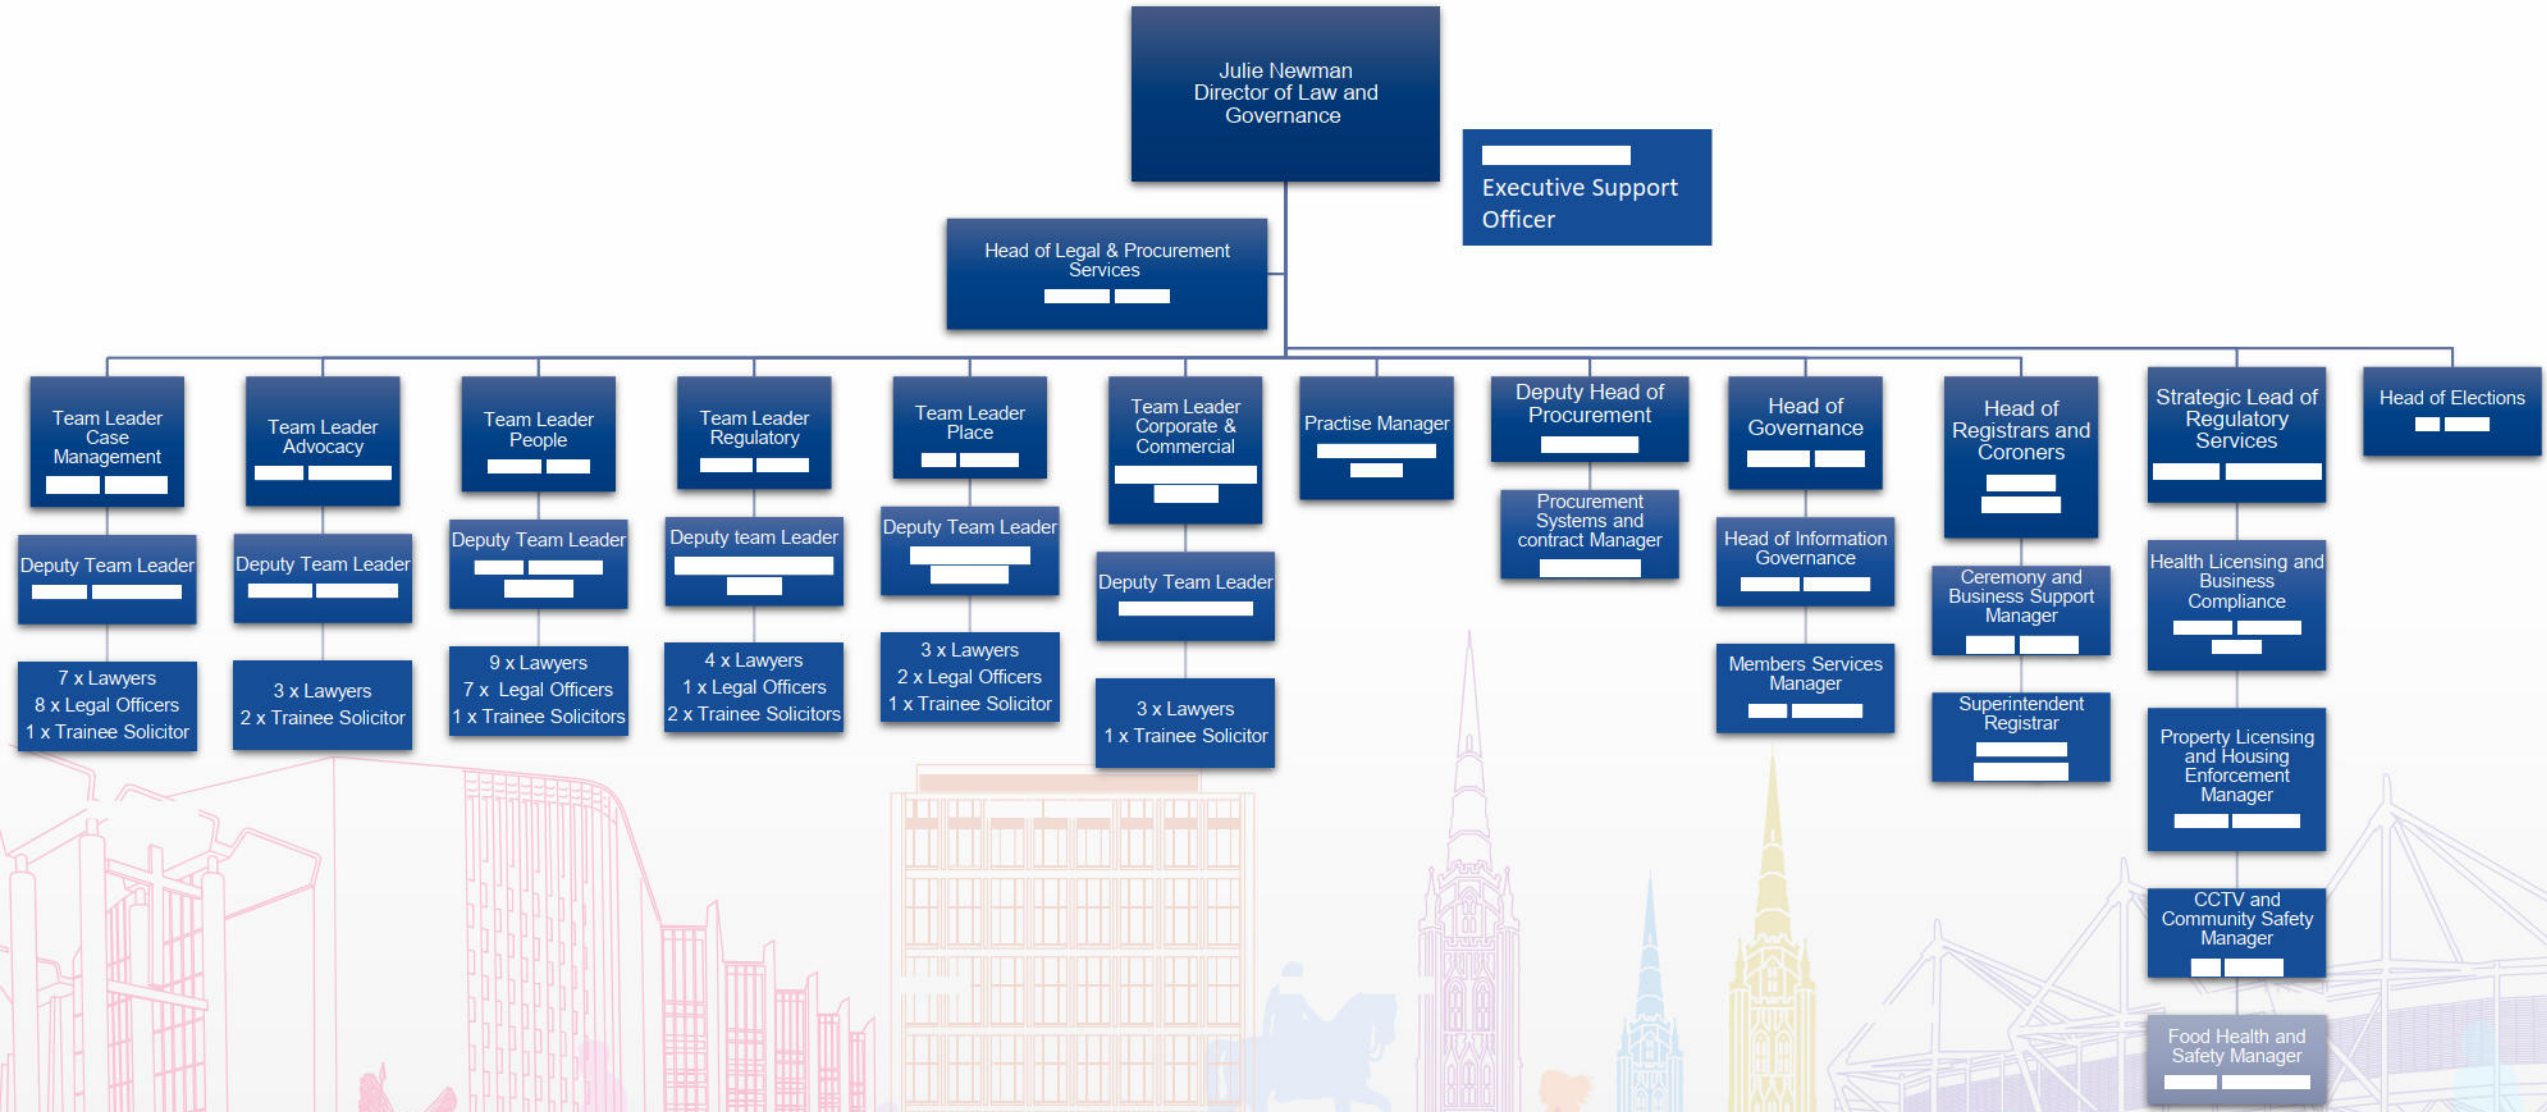 Julie Newman
Director of Law and
Governance
Executive Support
Officer
Head of Legal & Procurement
Services
Team Leader
Case
Management
Deputy Team Leader
7 x Lawyers
8 x Legal Officers
1 x Trainee Solicitor
Team Leader
Advocacy
Deputy Team Leader
3 x Lawyers
2 x Trainee Solicitor
Team Leader
People
Deputy Team Leader
9 x Lawyers
7 x Legal Officers
1 x Trainee Solicitors
Team Leader
Regulatory
Deputy team Leader
4 x Lawyers
1 x Legal Officers
2 x Trainee Solicitors
Team Leader
Place
Deputy Team Leader
3 x Lawyers
2 x Legal Officers
1 x Trainee Solicitor
Team Leader
Corporate &
Commercial
Deputy Team Leader
3 x Lawyers
1 x Trainee Solicitor
Practise Manager
Deputy Head of
Procurement
Procurement
Systems and
contract Manager
Head of
Governance
Head of Information
Governance
Members Services
Manager
Head of
Registrars and
Coroners
Ceremony and
Business Support
Manager
Superintendent
Registrar
Strategic Lead of
Regulatory
Services
Health Licensing and
Business
Compliance
Property Licensing
and Housing
Enforcement
Manager
CCTV and
Community Safety
Manager
Food Health and
Safety Manager
Head of Elections